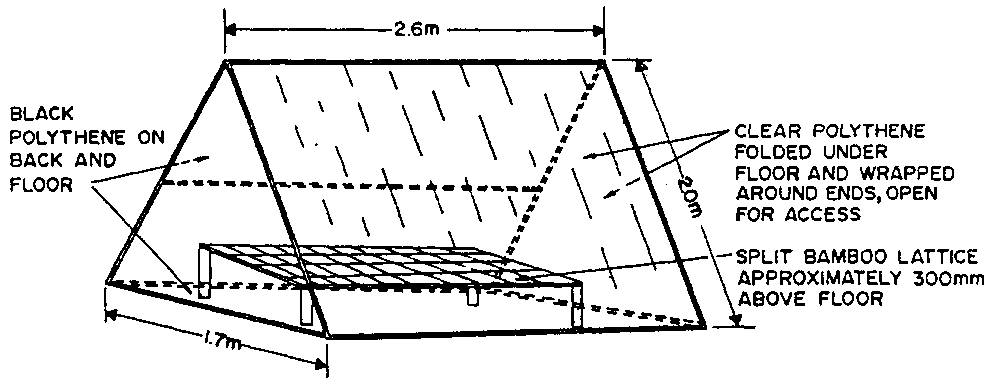 2.6m
BLACK
POLYTHENE ON
BACK AND
FLOOR
CLEAR POLYTHENE
FOLDED UNDER
FLOOR AND WRAPPED
AROUND ENDS, OPEN
FOR ACCESS
2.0m
SPLIT BAMBOO LATTICE
APPROXIMATELY 300mm
ABOVE FLOOR
1.7m